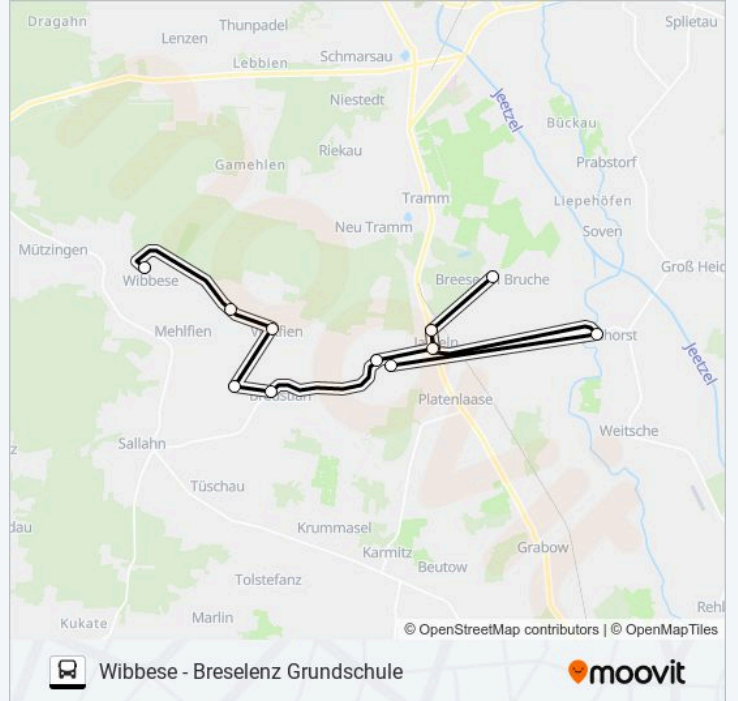 Dragahn
Thunpadel
Splietau
Lenzen
Schmarsau
Lebbien
Niestedt
Jeetzel
Bückau
Riekau
Prabstorf
Gamehlen
Tramm
Liepehöfen
Neu Tramm
Soven
Mützingen
Groß Heid
Wibbese
Breese
Bruche
Mehlfien
Jeetzel
Platenlaase
Weitsche
Sallahn
Tüschau
Krummasel
Grabow
Karmitz
Beutow
Tolstefanz
Marlin
Kukate
© OpenStreetMap contributors | © OpenMapTiles
Wibbese - Breselenz Grundschule
moovit